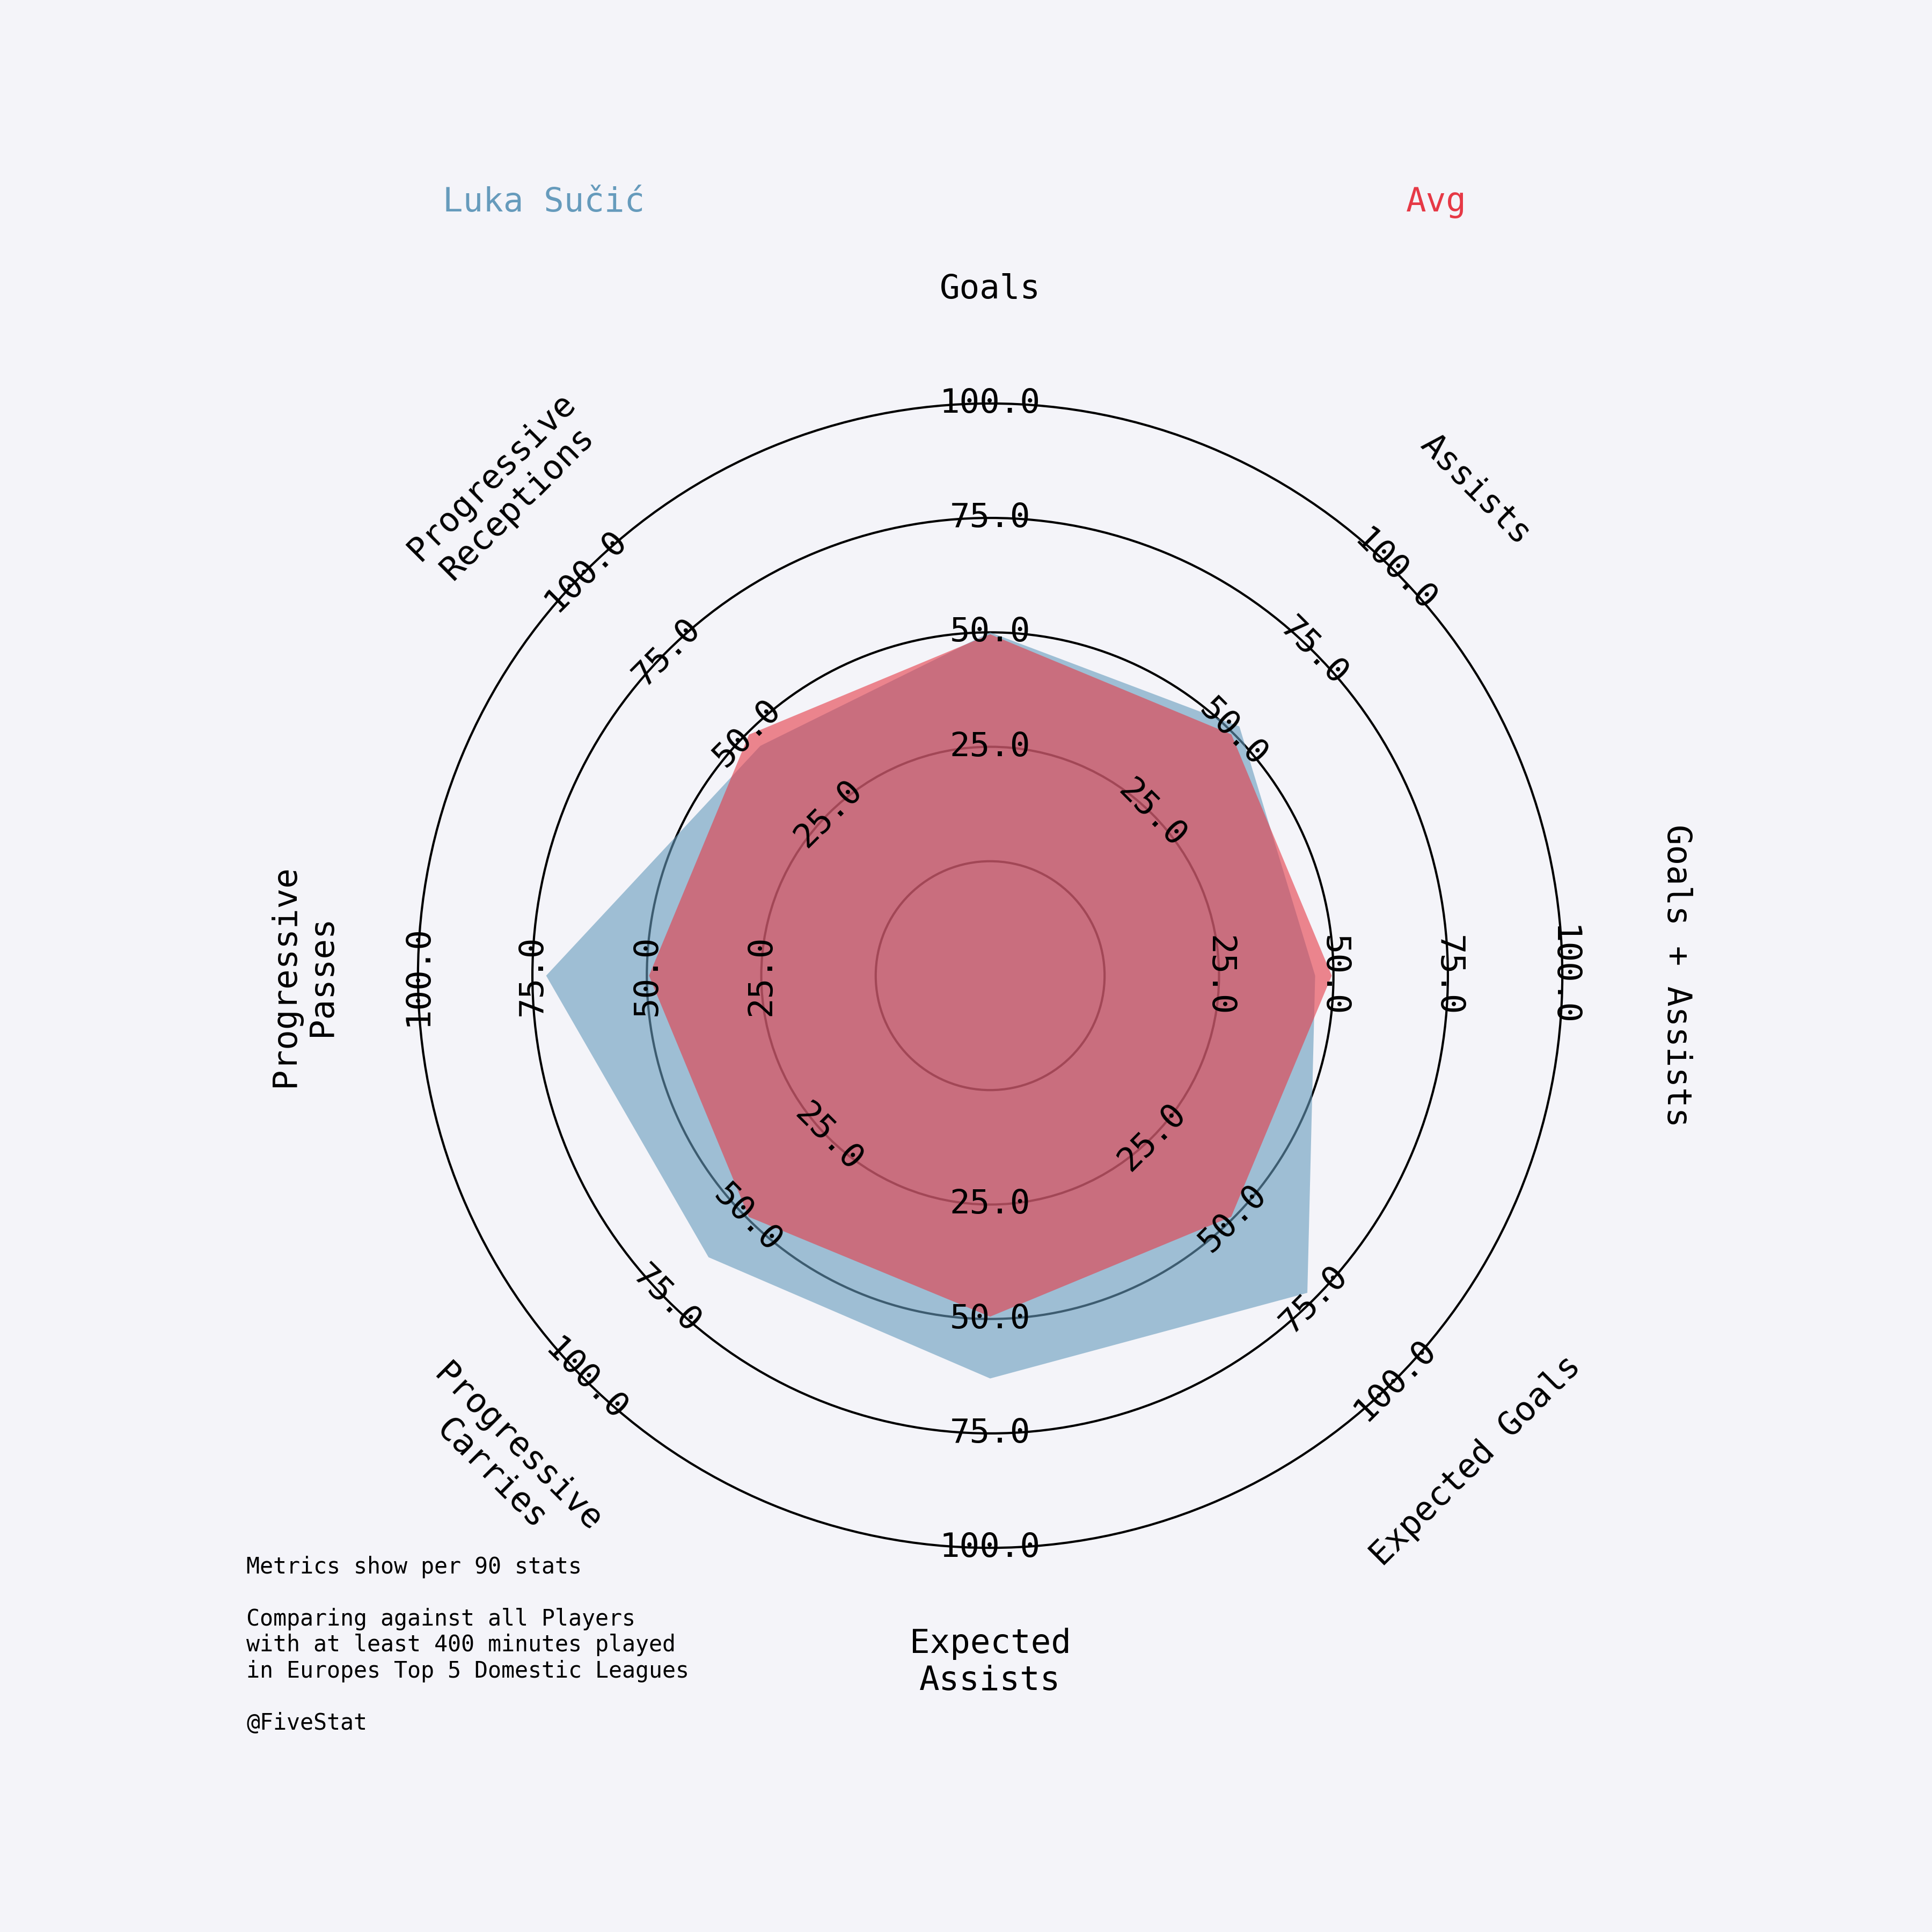 Luka Sučić
Avg
Goals
Assists
Goals + Assists
Expected Goals
Expected
Assists
Progressive
Carries
Progressive
Passes
Progressive
Receptions
25.0
50.0
75.0
100.0
25.0
50.0
75.0
100.0
25.0
50.0
75.0
100.0
25.0
50.0
75.0
100.0
25.0
50.0
75.0
100.0
25.0
50.0
75.0
100.0
25.0
50.0
75.0
100.0
25.0
50.0
75.0
100.0
Metrics show per 90 stats
Comparing against all Players
with at least 400 minutes played
in Europes Top 5 Domestic Leagues
@FiveStat